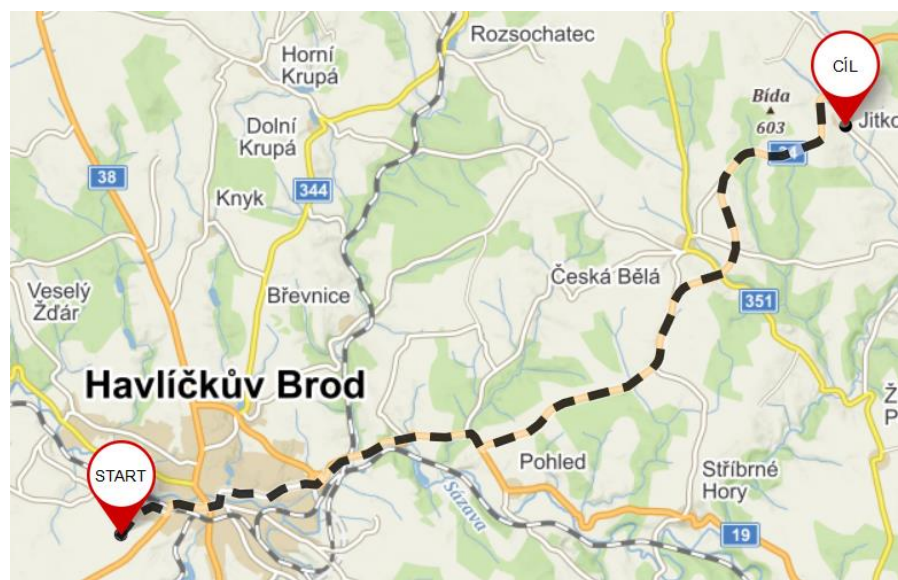 Rozsochatec
Horní
Krupá
CÍL
Bída
603
Jitko
Dolní
Krupá
34
38
344
Knyk
Česká Bělá
Veselý
Žďár
Břevnice
351
Havlíčkův Brod
Ž
P
START
Pohled
Stříbrné
Hory
Sázava
19